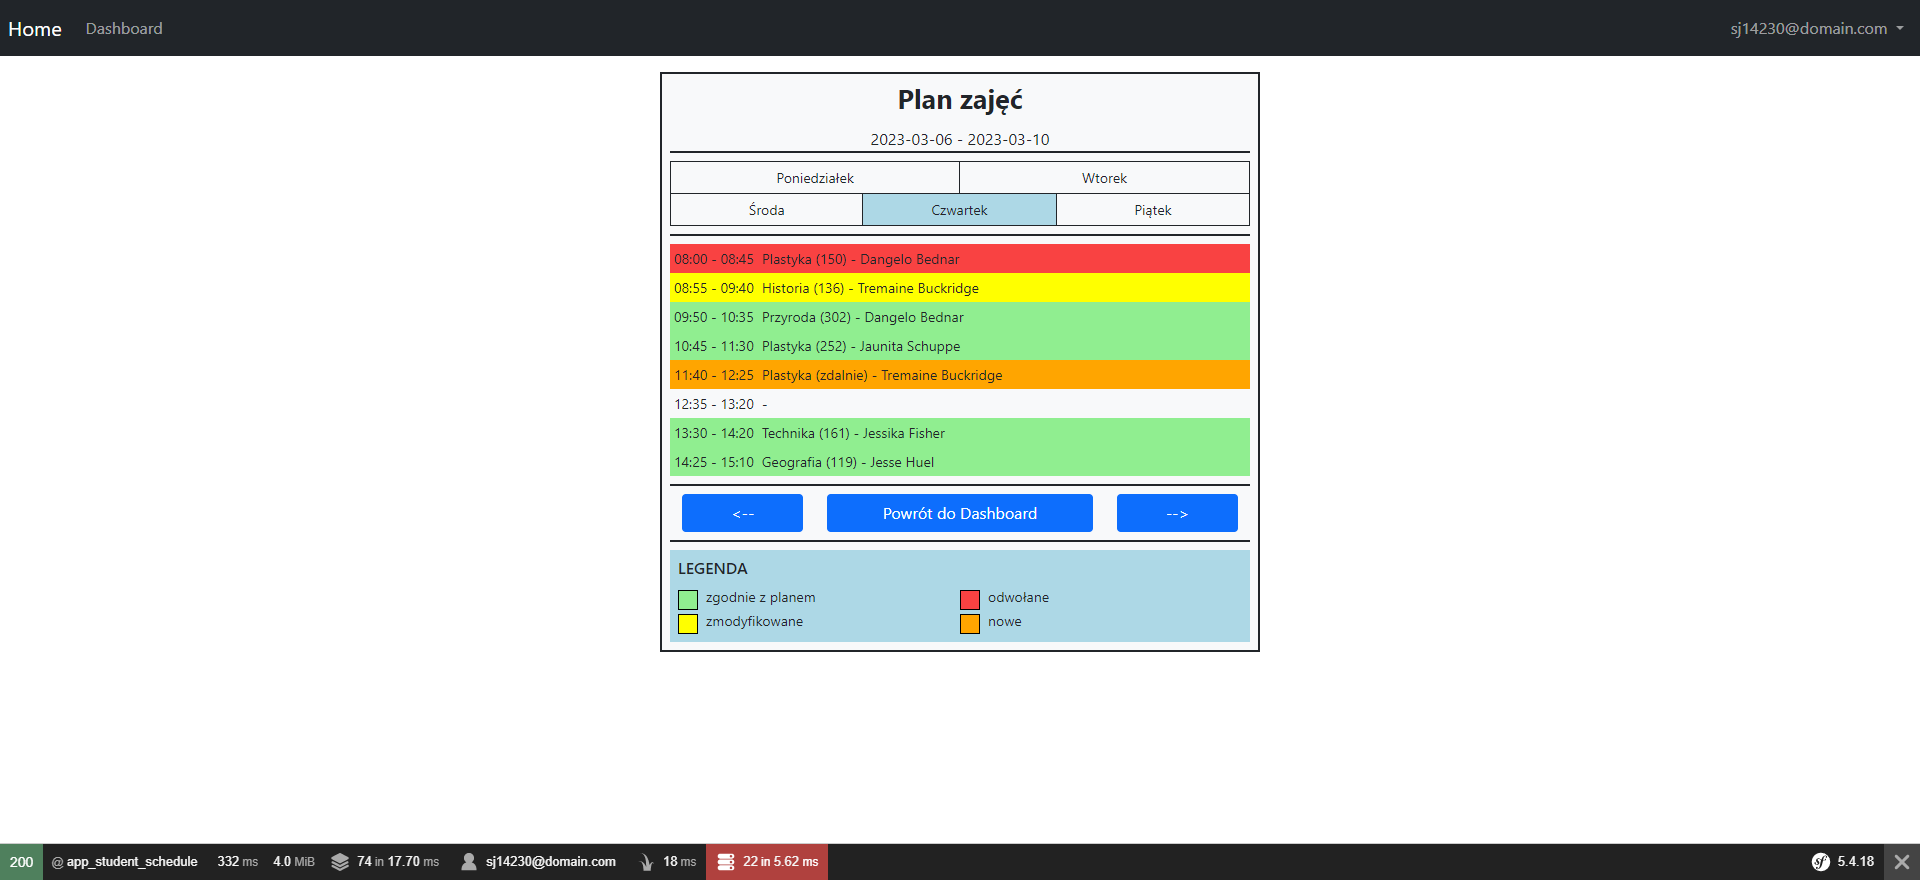 Home Dashboard sj14230@domain.com
Plan zajęć
2023-03-06 - 2023-03-10
Poniedziałek Wtorek
Środa Czwartek Piątek
08:00 - 08:45 Plastyka (150) - Dangelo Bednar
08:55 - 09:40 Historia (136) - Tremaine Buckridge
09:50 - 10:35 Przyroda (302) - Dangelo Bednar
10:45 - 11:30 Plastyka (252) - Jaunita Schuppe
11:40 - 12:25 Plastyka (zdalnie) - Tremaine Buckridge
12:35 - 13:20 -
13:30 - 14:20 Technika (161) - Jessika Fisher
14:25 - 15:10 Geografia (119) - Jesse Huel
<-- Powrót do Dashboard -->
LEGENDA
zgodnie z planem odwołane
zmodyfikowane nowe
200 @ app_student_schedule 332 ms 4.0 MiB 74 in 17.70 ms sj14230@domain.com 18 ms 22 in 5.62 ms sf 5.4.18